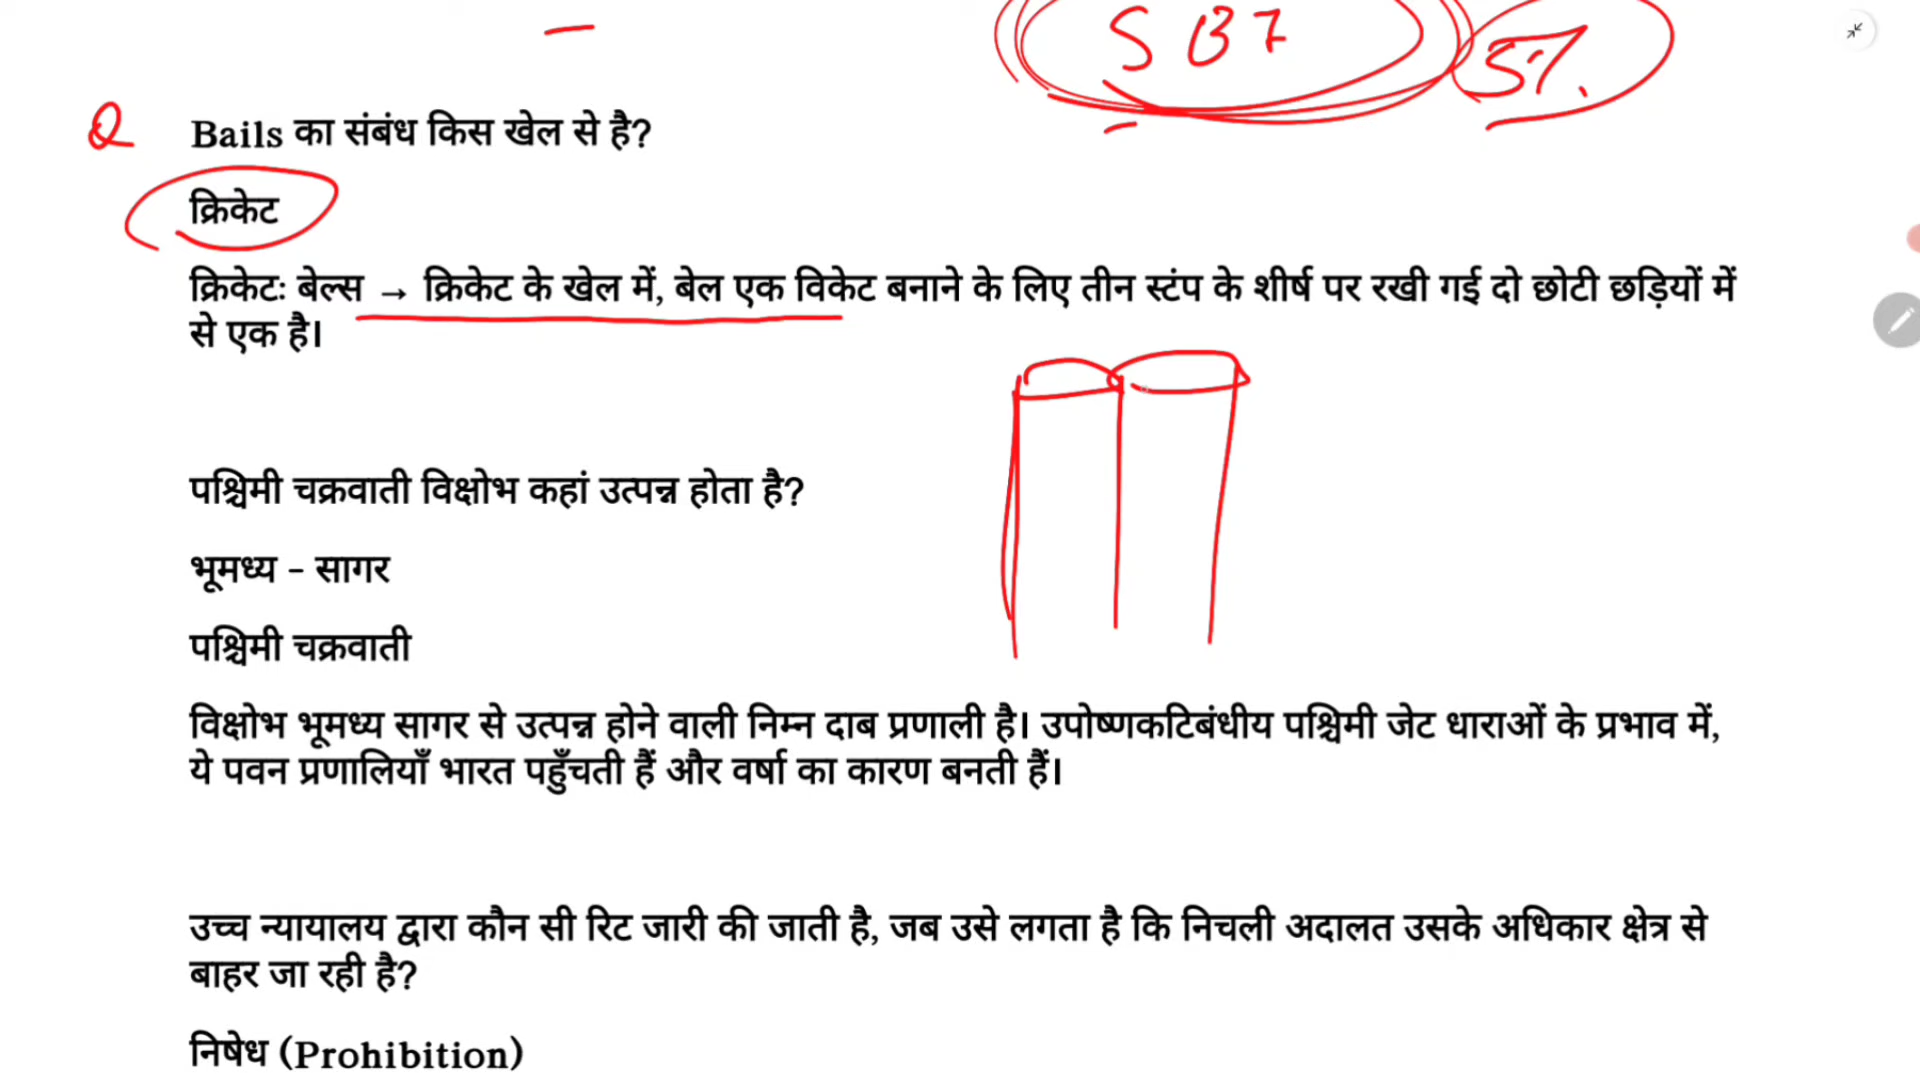 SB7
5%.
Q Bails का संबंध किस खेल से है?
क्रिकेट
क्रिकेटः बेल्स → क्रिकेट के खेल में, बेल एक विकेट बनाने के लिए तीन स्टंप के शीर्ष पर रखी गई दो छोटी छड़ियों में
से एक है।
पश्चिमी चक्रवाती विक्षोभ कहां उत्पन्न होता है?
भूमध्य - सागर
पश्चिमी चक्रवाती
विक्षोभ भूमध्य सागर से उत्पन्न होने वाली निम्न दाब प्रणाली है। उपोष्णकटिबंधीय पश्चिमी जेट धाराओं के प्रभाव में,
ये पवन प्रणालियाँ भारत पहुँचती हैं और वर्षा का कारण बनती हैं।
उच्च न्यायालय द्वारा कौन सी रिट जारी की जाती है, जब उसे लगता है कि निचली अदालत उसके अधिकार क्षेत्र से
बाहर जा रही है?
निषेध (Prohibition)